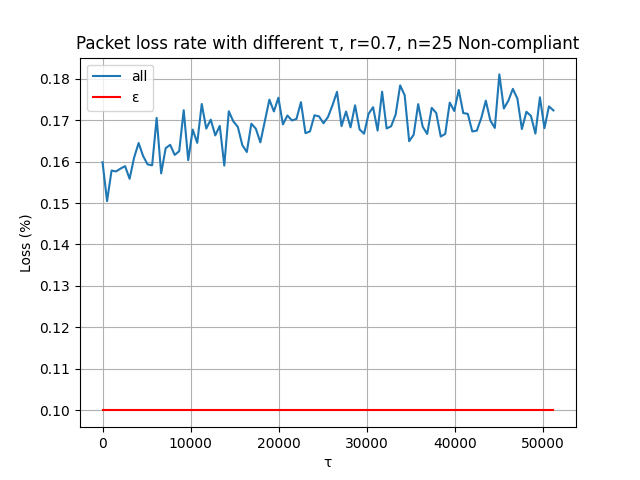 Packet loss rate with different τ, r=0.7, n=25 Non-compliant
all
ε
0.18
0.17
0.16
0.15
0.14
0.13
0.12
0.11
0.10
Loss (%)
0 10000 20000 30000 40000 50000
τ